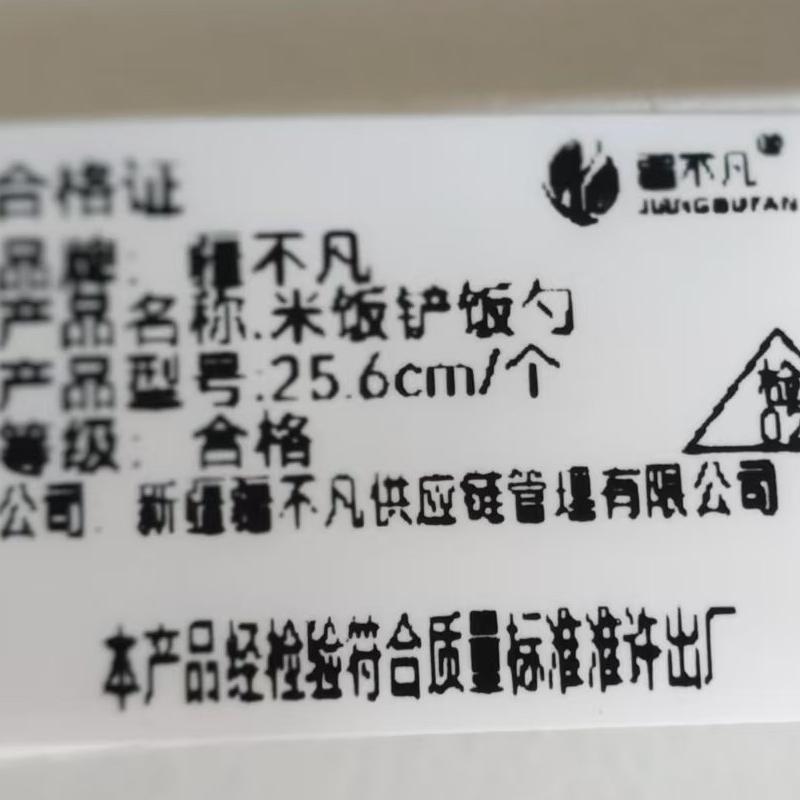 合格证
疆不凡
JIANGBUFAN
品牌: 疆不凡
产品名称:米饭铲饭勺
产品型号:25.6cm/个
等级: 合格
检
公司: 新疆疆不凡供应链管理有限公司
本产品经检验符合质量标准准许出厂